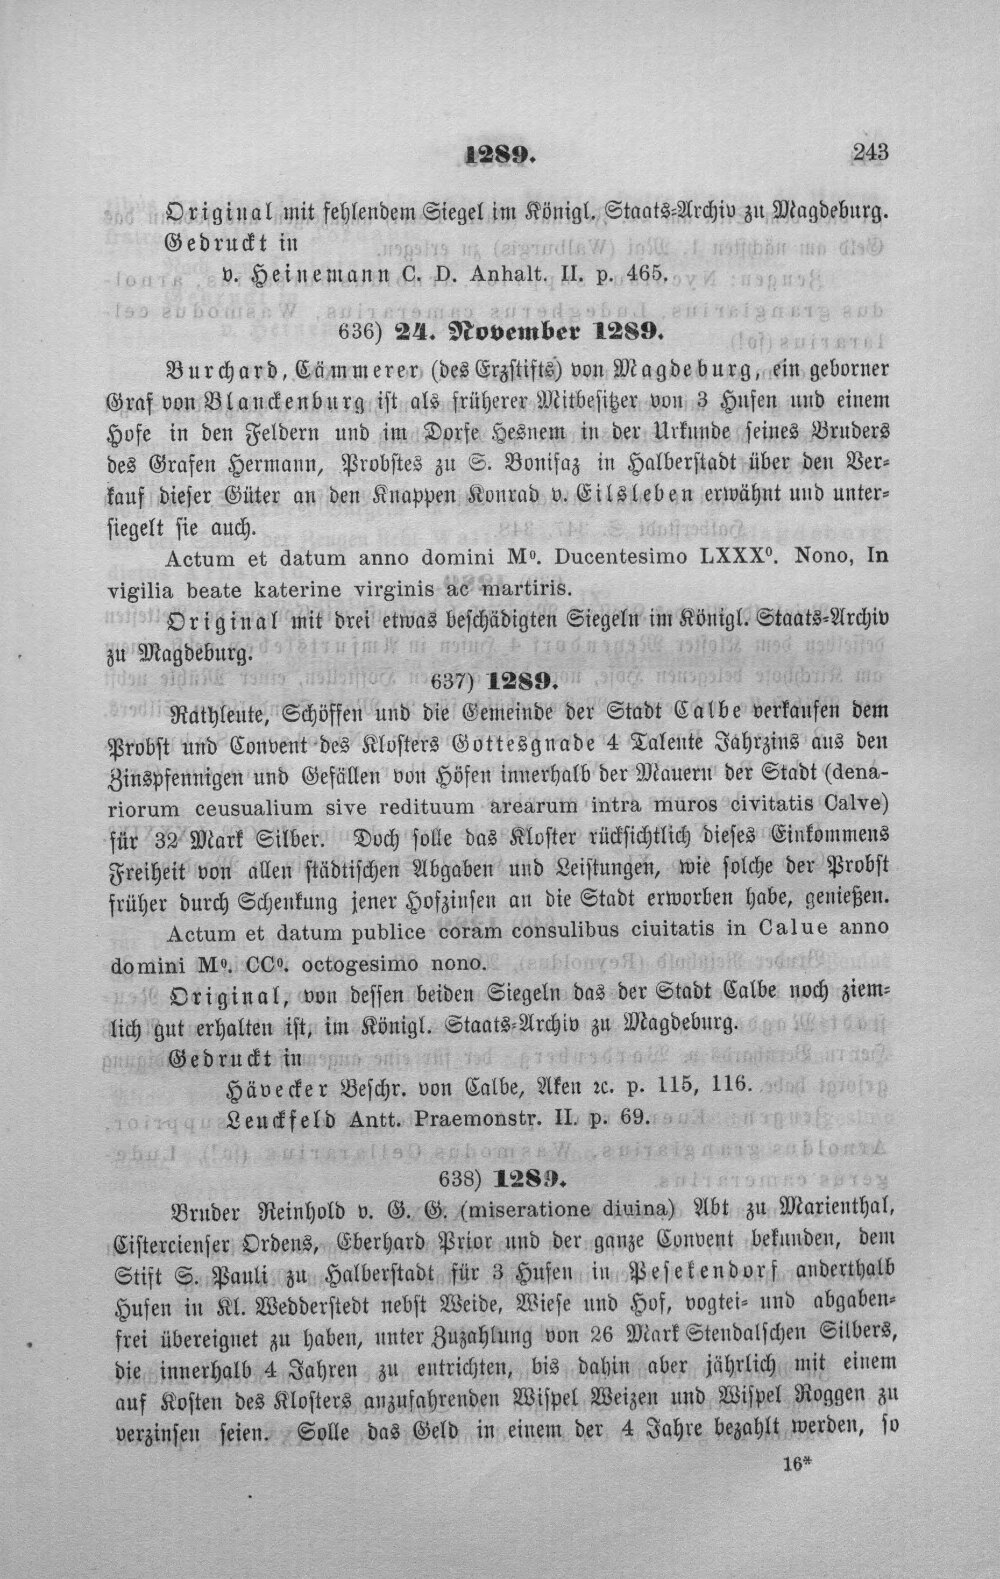 1289. 243
Original mit fehlendem Siegel im Königl. Staats-Archiv zu Magdeburg.
Gedruckt in
v. Heinemann C. D. Anhalt. II. p. 465.
636) 24. November 1289.
Burchard, Cämmerer (des Erzstifts) von Magdeburg, ein geborner
Graf von Blanckenburg ist als früherer Mitbesitzer von 3 Hufen und einem
Hofe in den Feldern und im Dorfe Hesnem in der Urkunde seines Bruders
des Grafen Hermann, Probstes zu S. Bonifaz in Halberstadt über den Ver-
kauf dieser Güter an den Knappen Konrad v. Eilsleben erwähnt und unter-
siegelt sie auch.
Actum et datum anno domini M⁰. Ducentesimo LXXX⁰. Nono, In
vigilia beate katerine virginis ac martiris.
Original mit drei etwas beschädigten Siegeln im Königl. Staats-Archiv
zu Magdeburg.
637) 1289.
Rathleute, Schöffen und die Gemeinde der Stadt Calbe verkaufen dem
Probst und Convent des Klosters Gottesgnade 4 Talente Jahrzins aus den
Zinspfennigen und Gefällen von Höfen innerhalb der Mauern der Stadt (dena-
riorum ceusualium sive redituum arearum intra muros civitatis Calve)
für 32 Mark Silber. Doch solle das Kloster rücksichtlich dieses Einkommens
Freiheit von allen städtischen Abgaben und Leistungen, wie solche der Probst
früher durch Schenkung jener Hofzinsen an die Stadt erworben habe, genießen.
Actum et datum publice coram consulibus ciuitatis in Calue anno
domini M⁰. CC⁰. octogesimo nono.
Original, von dessen beiden Siegeln das der Stadt Calbe noch ziem-
lich gut erhalten ist, im Königl. Staats-Archiv zu Magdeburg.
Gedruckt in
Hävecker Beschr. von Calbe, Aken ꝛc. p. 115, 116.
Leuckfeld Antt. Praemonstr. II. p. 69.
638) 1289.
Bruder Reinhold v. G. G. (miseratione diuina) Abt zu Marienthal,
Cistercienser Ordens, Eberhard Prior und der ganze Convent bekunden, dem
Stift S. Pauli zu Halberstadt für 3 Hufen in Pesekendorf anderthalb
Hufen in Kl. Wedderstedt nebst Weide, Wiese und Hof, vogtei- und abgaben-
frei übereignet zu haben, unter Zuzahlung von 26 Mark Stendalschen Silbers,
die innerhalb 4 Jahren zu entrichten, bis dahin aber jährlich mit einem
auf Kosten des Klosters anzufahrenden Wispel Weizen und Wispel Roggen zu
verzinsen seien. Solle das Geld in einem der 4 Jahre bezahlt werden, so
16*